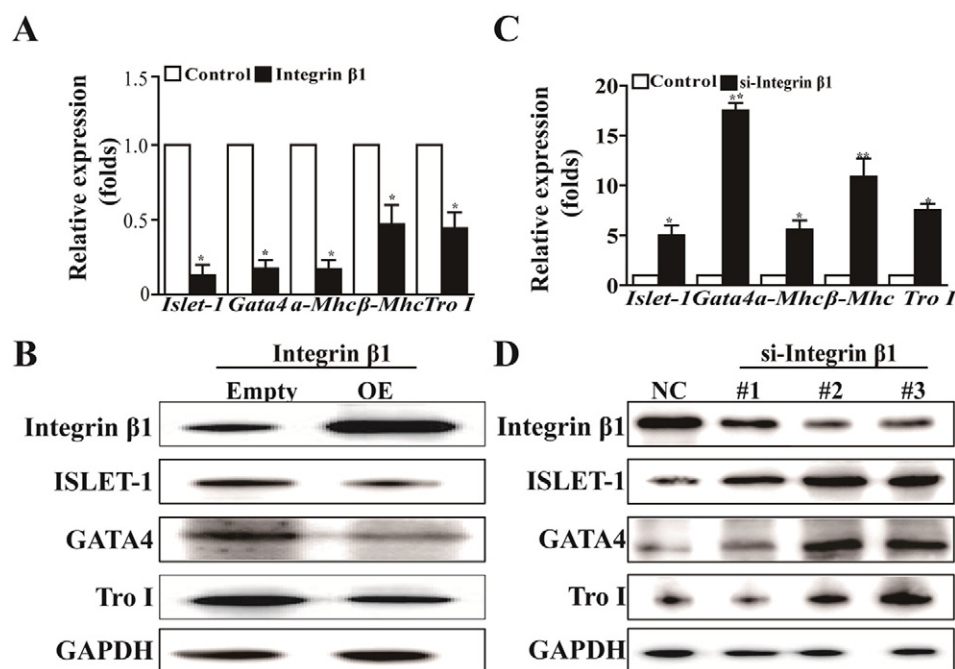 A
Control Integrin β1
Relative expression
(folds)
1.5
1.0
0.5
0
* * * * *
Islet-1 Gata4 a-Mhc β-Mhc Tro I
C
Control si-Integrin β1
Relative expression
(folds)
20
15
10
5
0
* ** * ** *
Islet-1 Gata4 a-Mhc β-Mhc Tro I
B
Integrin β1
Empty OE
Integrin β1
ISLET-1
GATA4
Tro I
GAPDH
D
si-Integrin β1
NC #1 #2 #3
Integrin β1
ISLET-1
GATA4
Tro I
GAPDH